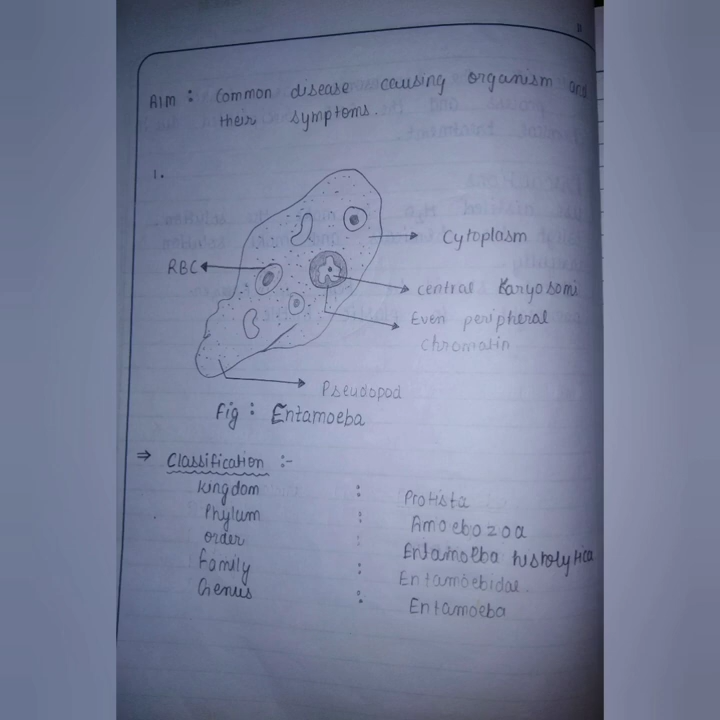 11
Aim : Common disease causing organism and
their symptoms.
1.
Cytoplasm
RBC
central Karyosomi
Even peripheral
chromatin
Pseudopod
Fig : Entamoeba
⇒ Classification :-
Kingdom : Protista
Phylum : Amoebozoa
order : Entamoeba histolytica
Family : Entamoebidae.
Genus : Entamoeba